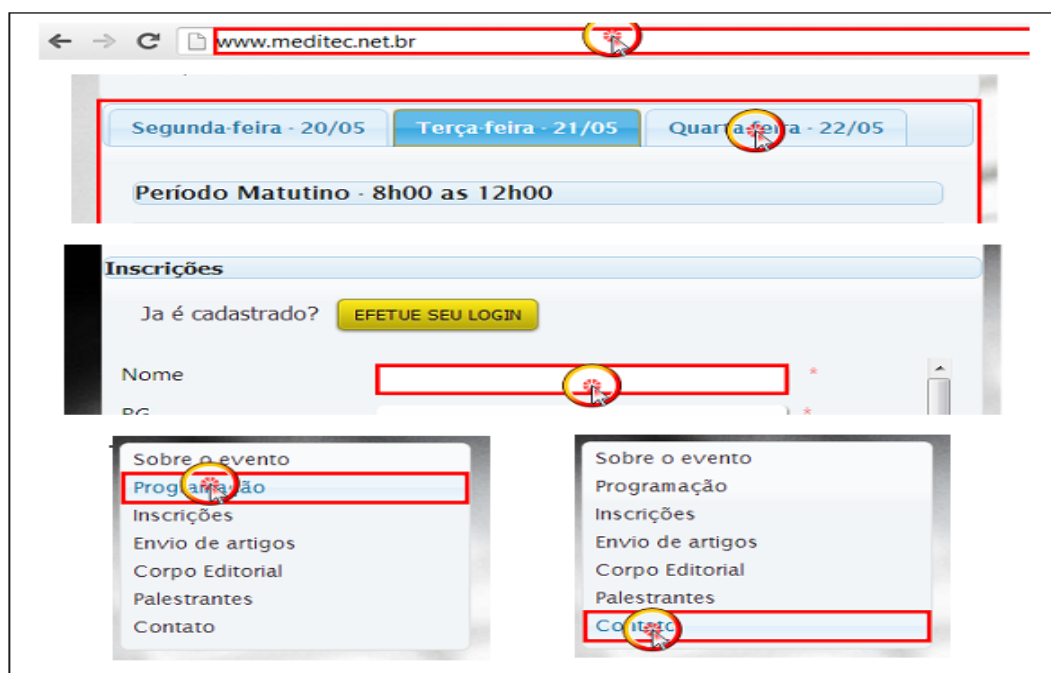 www.meditec.net.br
Segunda-feira - 20/05 Terça-feira - 21/05 Quarta-feira - 22/05
Período Matutino - 8h00 as 12h00
Inscrições
Ja é cadastrado? EFETUE SEU LOGIN
Nome *
RG *
Sobre o evento
Programação
Inscrições
Envio de artigos
Corpo Editorial
Palestrantes
Contato
Sobre o evento
Programação
Inscrições
Envio de artigos
Corpo Editorial
Palestrantes
Contato